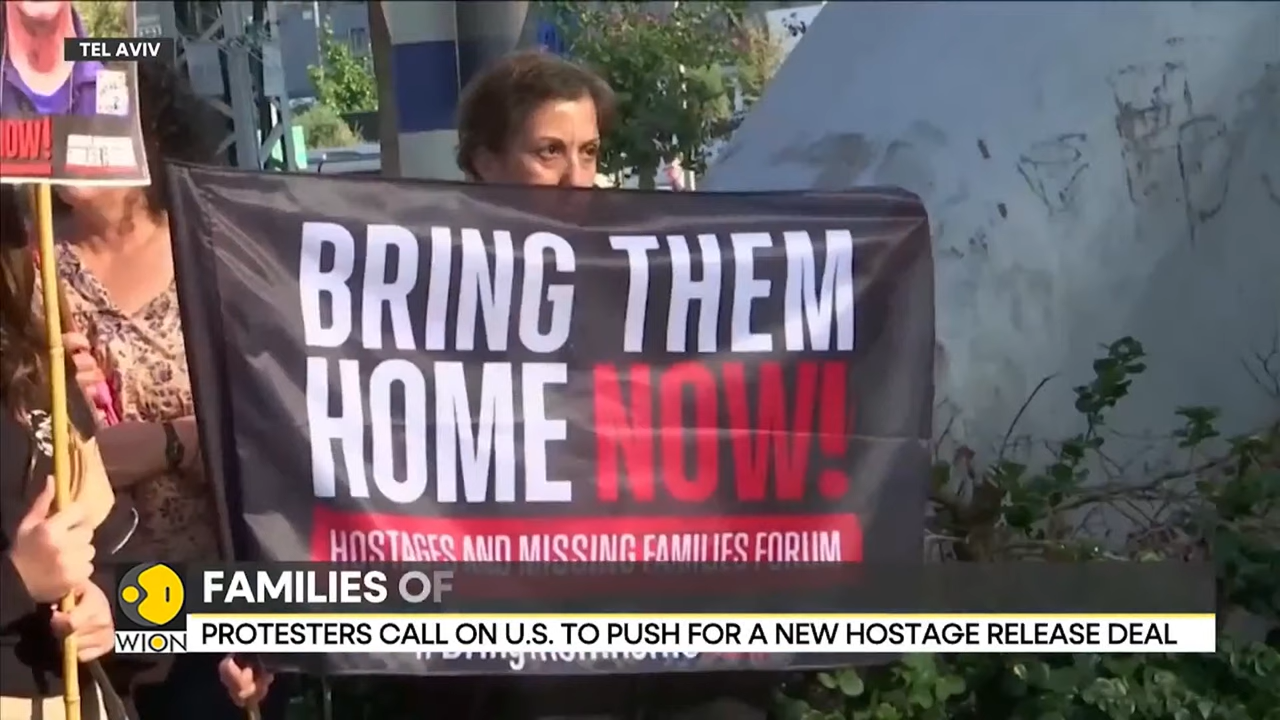 TEL AVIV
NOW!
BRING THEM
HOME NOW!
HOSTAGES AND MISSING FAMILIES FORUM
FAMILIES OF
WION
PROTESTERS CALL ON U.S. TO PUSH FOR A NEW HOSTAGE RELEASE DEAL